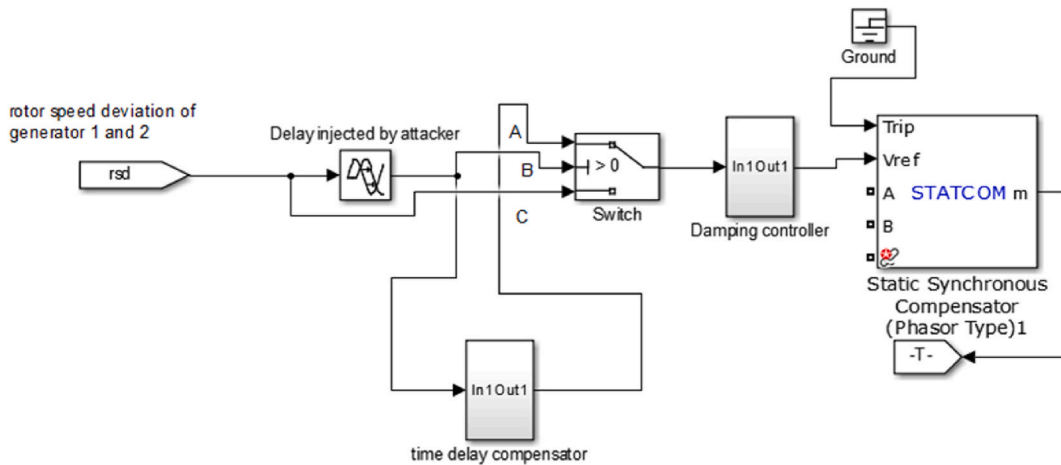 Ground
rotor speed deviation of
generator 1 and 2
Delay injected by attacker
rsd
A
B
C
> 0
Switch
In1Out1
Damping controller
Trip
Vref
A
B
STATCOM m
Static Synchronous
Compensator
(Phasor Type)1
-T-
In1Out1
time delay compensator